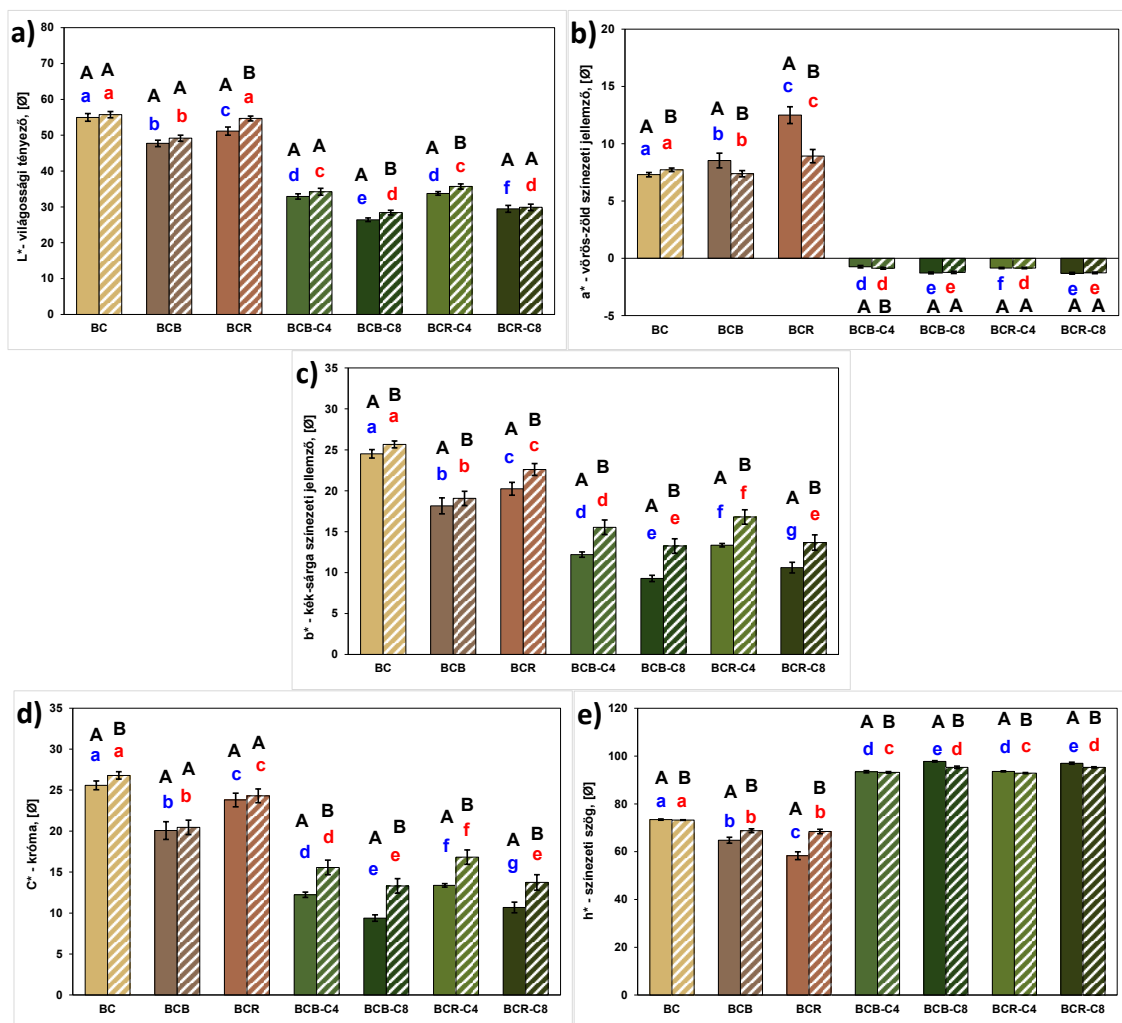 a)
L*- világossági tényező, [Ø]
80
70
60
50
40
30
20
10
0
A A A A A B A A A B A B A A
a a b b c a d c e d d c f d
BC BCB BCR BCB-C4 BCB-C8 BCR-C4 BCR-C8
b)
a* - vörös-zöld színezeti jellemző, [Ø]
20
15
10
5
0
-5
A B A B A B
a a b b c c
d d e e f d e e
A B A A A A A A
BC BCB BCR BCB-C4 BCB-C8 BCR-C4 BCR-C8
c)
b* - kék-sárga színezeti jellemző, [Ø]
35
30
25
20
15
10
5
0
A B A B A B A B A B A B A B
a a b b c c d d e e f f g e
BC BCB BCR BCB-C4 BCB-C8 BCR-C4 BCR-C8
d)
C* - króma, [Ø]
35
30
25
20
15
10
5
0
A B A A A A A B A B A B A B
a a b b c c d d e e f f g e
BC BCB BCR BCB-C4 BCB-C8 BCR-C4 BCR-C8
e)
h* - színezeti szög, [Ø]
120
100
80
60
40
20
0
A B A B A B A B A B A B A B
a a b b c b d c e d d c e d
BC BCB BCR BCB-C4 BCB-C8 BCR-C4 BCR-C8